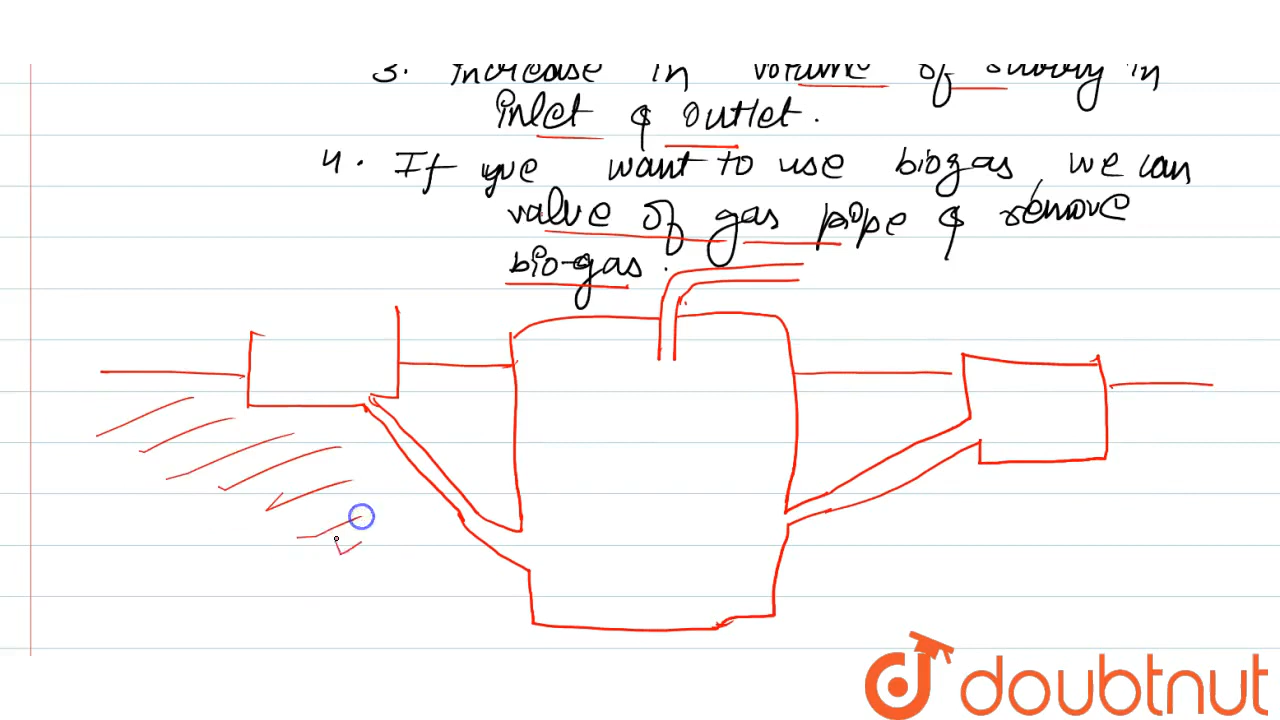 3. Increase in volume of slurry in
inlet & outlet.
4. If we want to use biogas, we can
valve of gas pipe & remove
bio-gas.
doubtnut